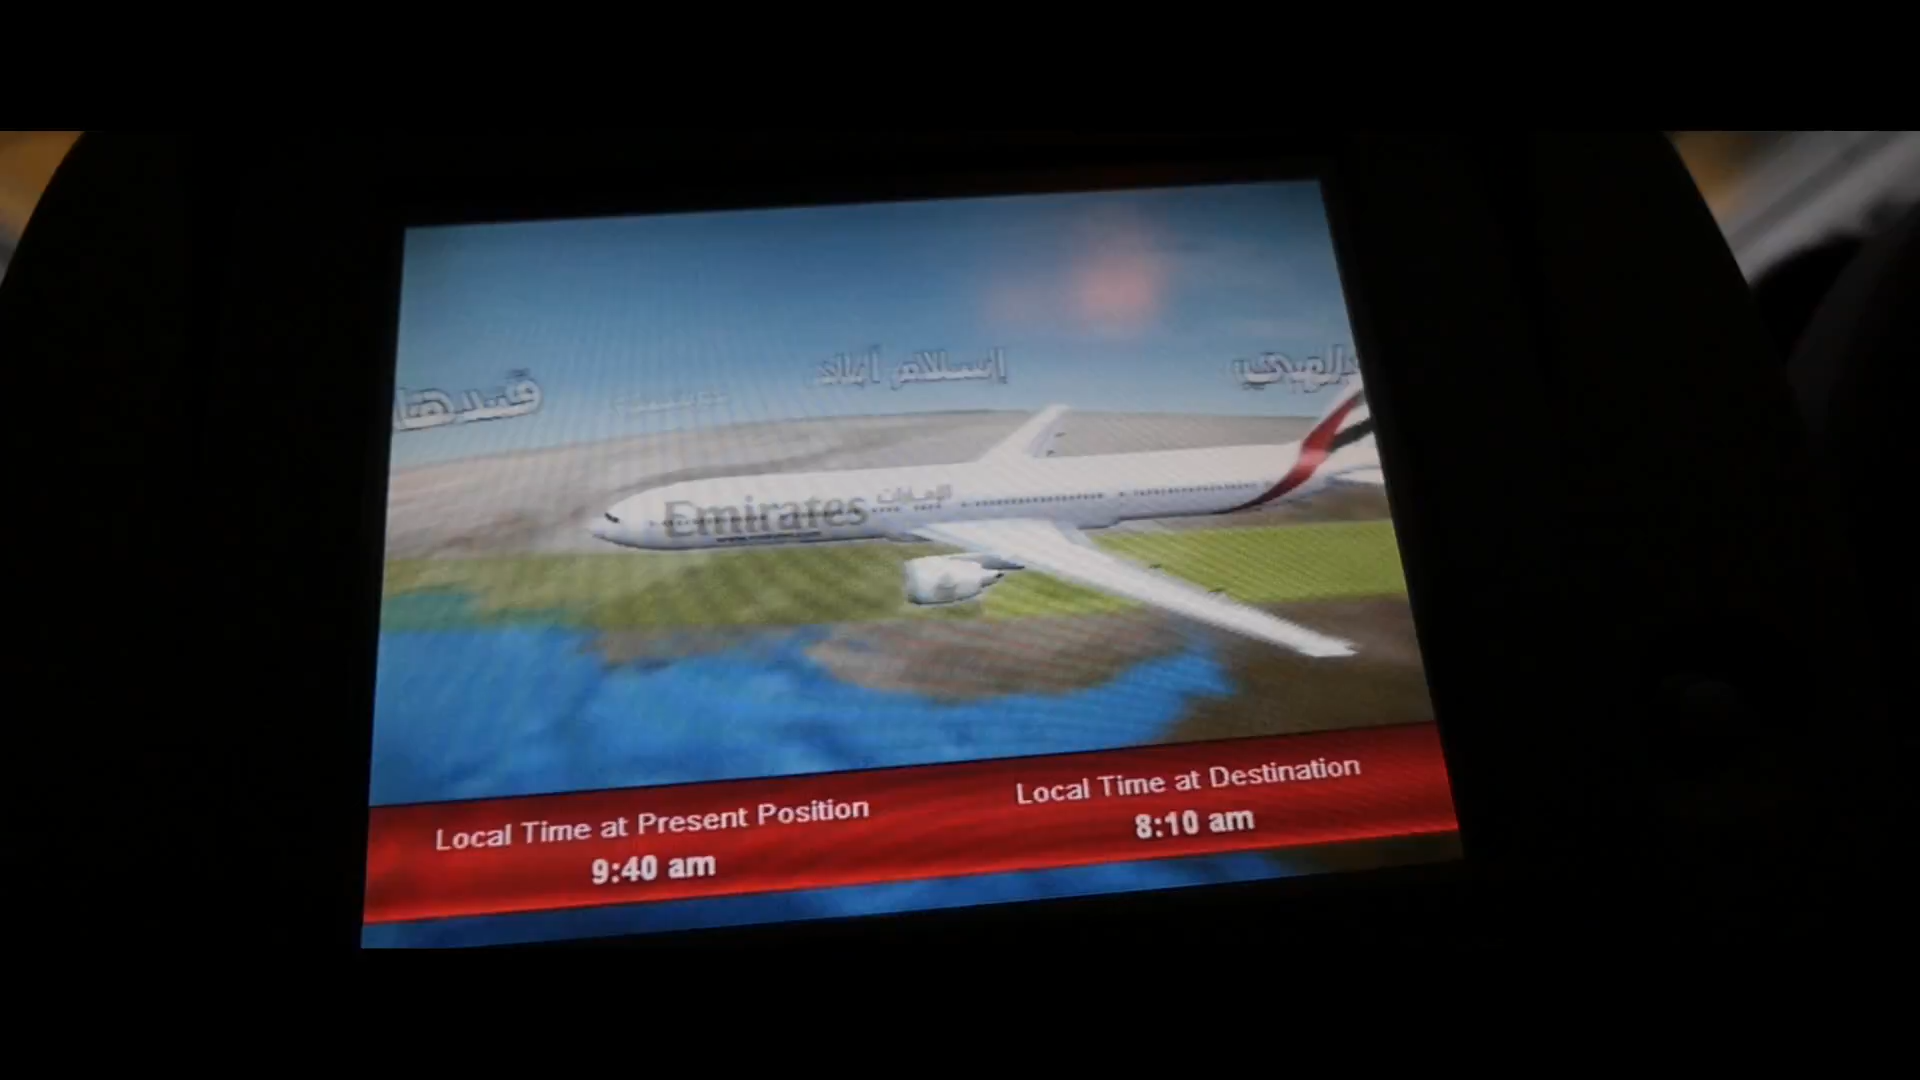 إسلام آباد
Emirates
الإمارات
Local Time at Present Position
9:40 am
Local Time at Destination
8:10 am